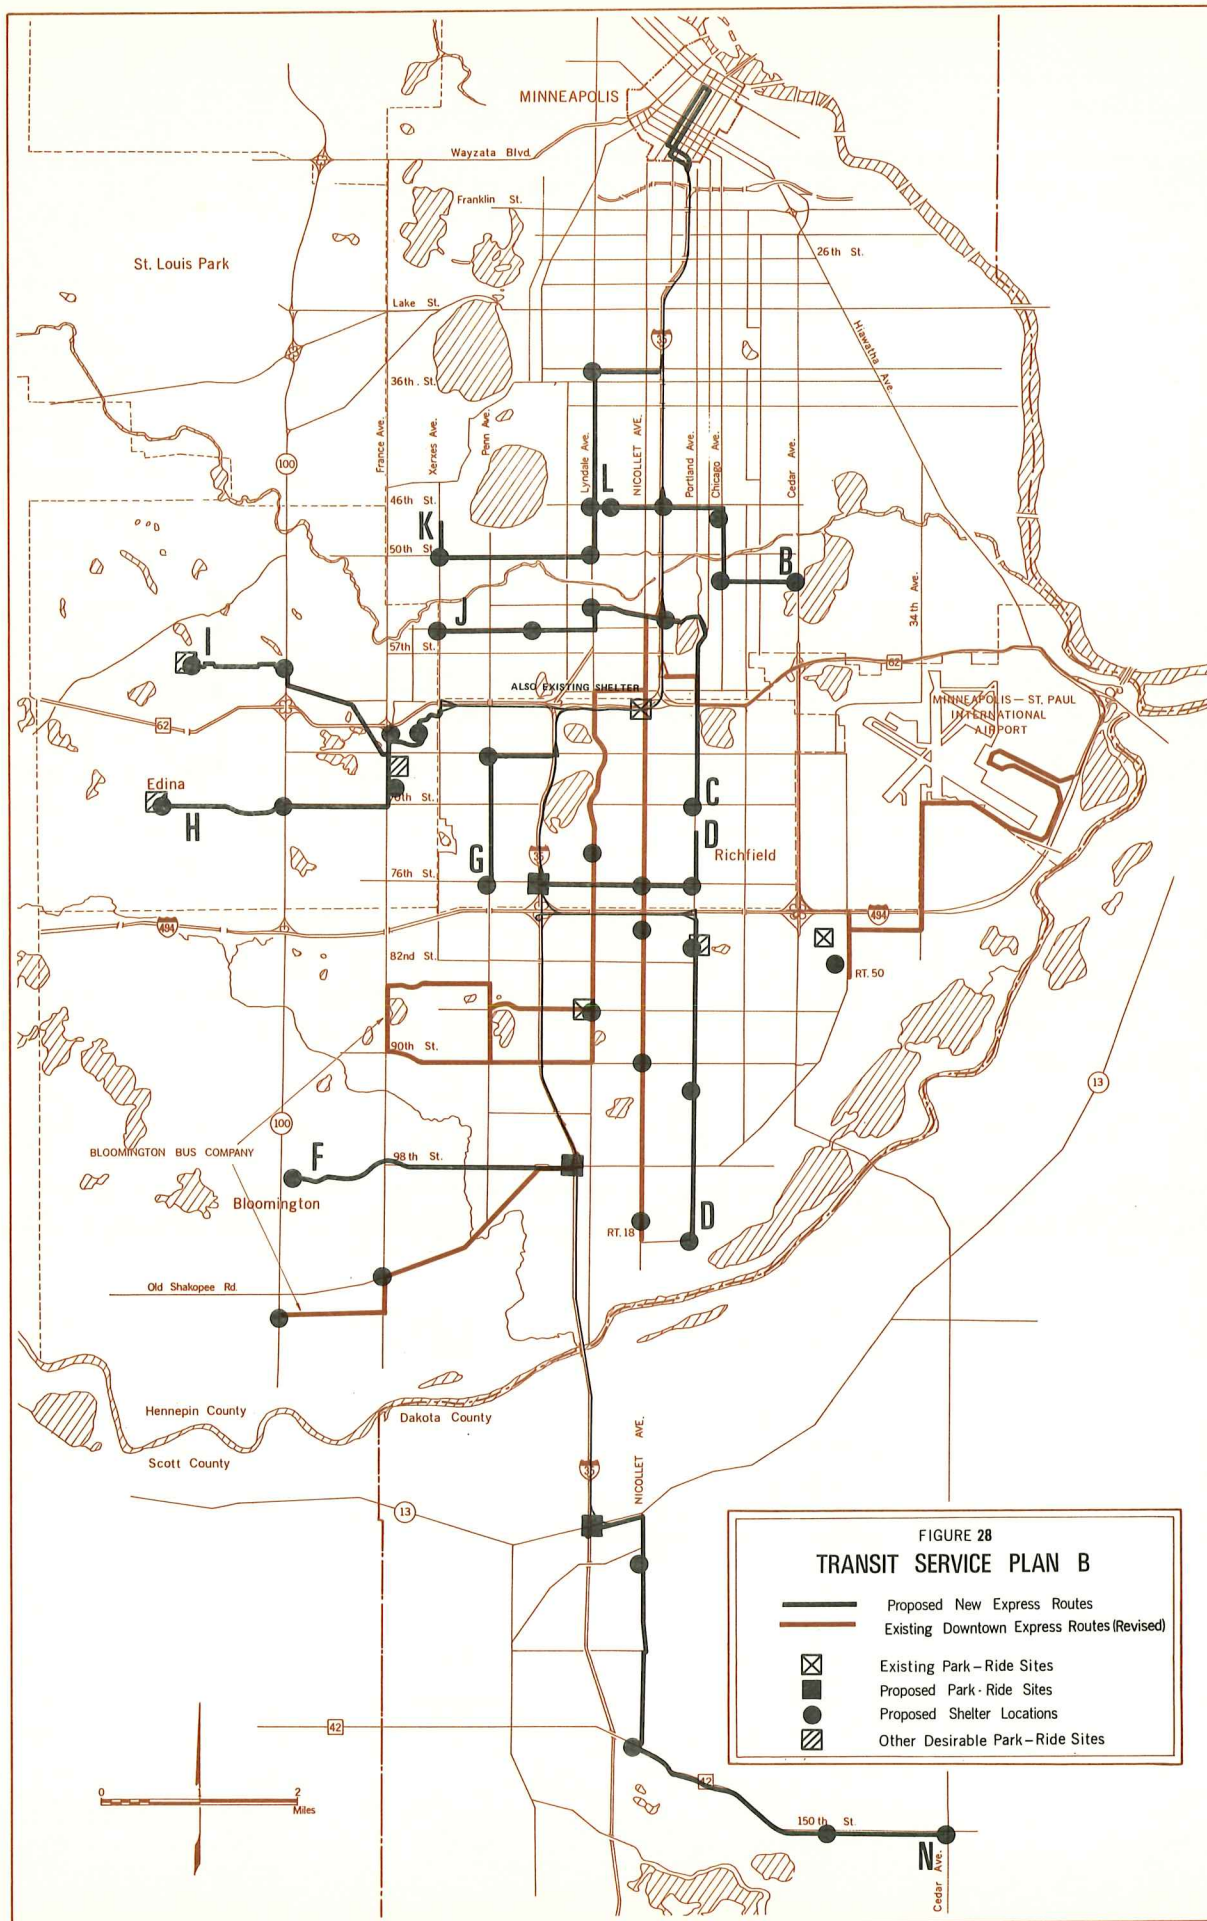 MINNEAPOLIS
Wayzata Blvd.
Franklin St.
St. Louis Park
26th St.
Lake St.
Hiawatha Ave.
35
36th. St.
France Ave.
Xerxes Ave.
Penn Ave.
Lyndale Ave.
NICOLLET AVE.
Portland Ave.
Chicago Ave.
Cedar Ave.
100
46th St.
L
K
50th St.
B
34th Ave.
J
57th St.
I
62
ALSO EXISTING SHELTER
MINNEAPOLIS — ST. PAUL
INTERNATIONAL
AIRPORT
62
Edina
70th St.
C
H
D
Richfield
35
G
76th St.
494
494
82nd St.
RT. 50
90th St.
13
100
BLOOMINGTON BUS COMPANY
F
98th St.
Bloomington
D
RT. 18
Old Shakopee Rd.
Hennepin County
Dakota County
Scott County
NICOLLET AVE.
35
13
FIGURE 28
TRANSIT SERVICE PLAN B
Proposed New Express Routes
Existing Downtown Express Routes (Revised)
Existing Park – Ride Sites
Proposed Park - Ride Sites
Proposed Shelter Locations
Other Desirable Park – Ride Sites
42
42
0 1 2
Miles
150 th St.
N
Cedar Ave.